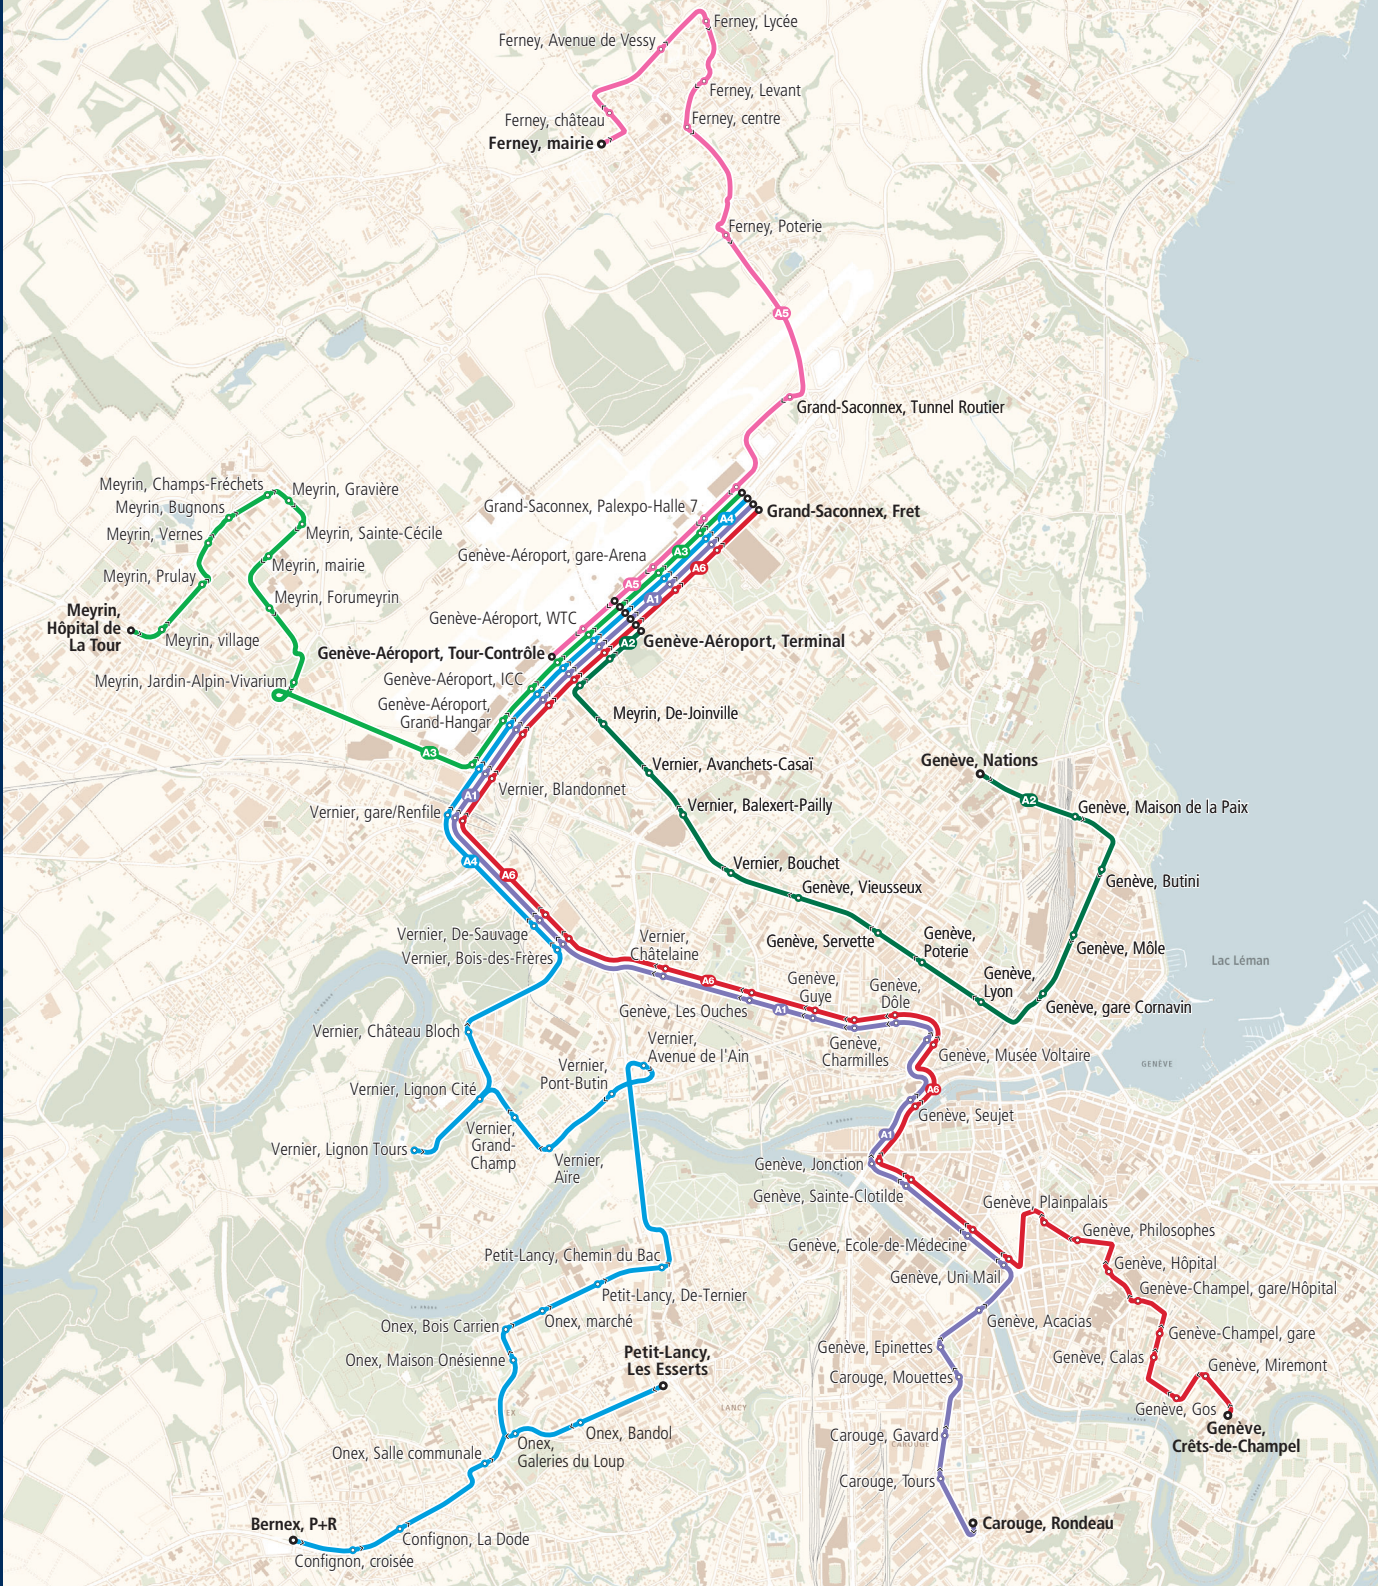 Ferney, Lycée
Ferney, Avenue de Vessy
Ferney, Levant
Ferney, château
Ferney, centre
Ferney, mairie
Ferney, Poterie
A5
Grand-Saconnex, Tunnel Routier
Meyrin, Champs-Fréchets
Meyrin, Gravière
Meyrin, Bugnons
Meyrin, Vernes
Meyrin, Sainte-Cécile
Meyrin, mairie
Meyrin, Prulay
Meyrin, Forumeyrin
Meyrin,
Hôpital de
La Tour
Meyrin, village
Meyrin, Jardin-Alpin-Vivarium
A3
Grand-Saconnex, Palexpo-Halle 7
A4
Grand-Saconnex, Fret
Genève-Aéroport, gare-Arena
A3
A6
A5
A1
Genève-Aéroport, WTC
A2
Genève-Aéroport, Terminal
Genève-Aéroport, Tour-Contrôle
Genève-Aéroport, ICC
Genève-Aéroport,
Grand-Hangar
Meyrin, De-Joinville
Vernier, Avanchets-Casaï
Vernier, Blandonnet
A1
Vernier, gare/Renfile
Vernier, Balexert-Pailly
Genève, Nations
A2
Genève, Maison de la Paix
A4
A6
Vernier, Bouchet
Genève, Vieusseux
Genève, Butini
Vernier, De-Sauvage
Vernier, Bois-des-Frères
Vernier,
Châtelaine
Genève, Servette
Genève,
Poterie
Genève, Môle
Lac Léman
A6
Genève,
Guye
Genève,
Dôle
Genève,
Lyon
Genève, gare Cornavin
Genève, Les Ouches
A1
Vernier, Château Bloch
Vernier,
Avenue de l'Ain
Genève,
Charmilles
Genève, Musée Voltaire
GENÈVE
Vernier,
Pont-Butin
Vernier, Lignon Cité
A6
Genève, Seujet
Vernier,
Grand-
Champ
A1
Vernier, Lignon Tours
Vernier,
Aïre
Genève, Jonction
Genève, Sainte-Clotilde
Genève, Plainpalais
Genève, Philosophes
Genève, Ecole-de-Médecine
Petit-Lancy, Chemin du Bac
Genève, Hôpital
Genève, Uni Mail
Genève-Champel, gare/Hôpital
Petit-Lancy, De-Ternier
Onex, marché
Onex, Bois Carrien
Genève, Acacias
Genève-Champel, gare
Genève, Epinettes
Genève, Calas
Petit-Lancy,
Les Esserts
Onex, Maison Onésienne
Genève, Miremont
Carouge, Mouettes
LANCY
Genève, Gos
Genève,
Crêts-de-Champel
Onex, Bandol
Carouge, Gavard
CAROUGE
Onex,
Galeries du Loup
Onex, Salle communale
Carouge, Tours
Bernex, P+R
Confignon, La Dode
Confignon, croisée
Carouge, Rondeau